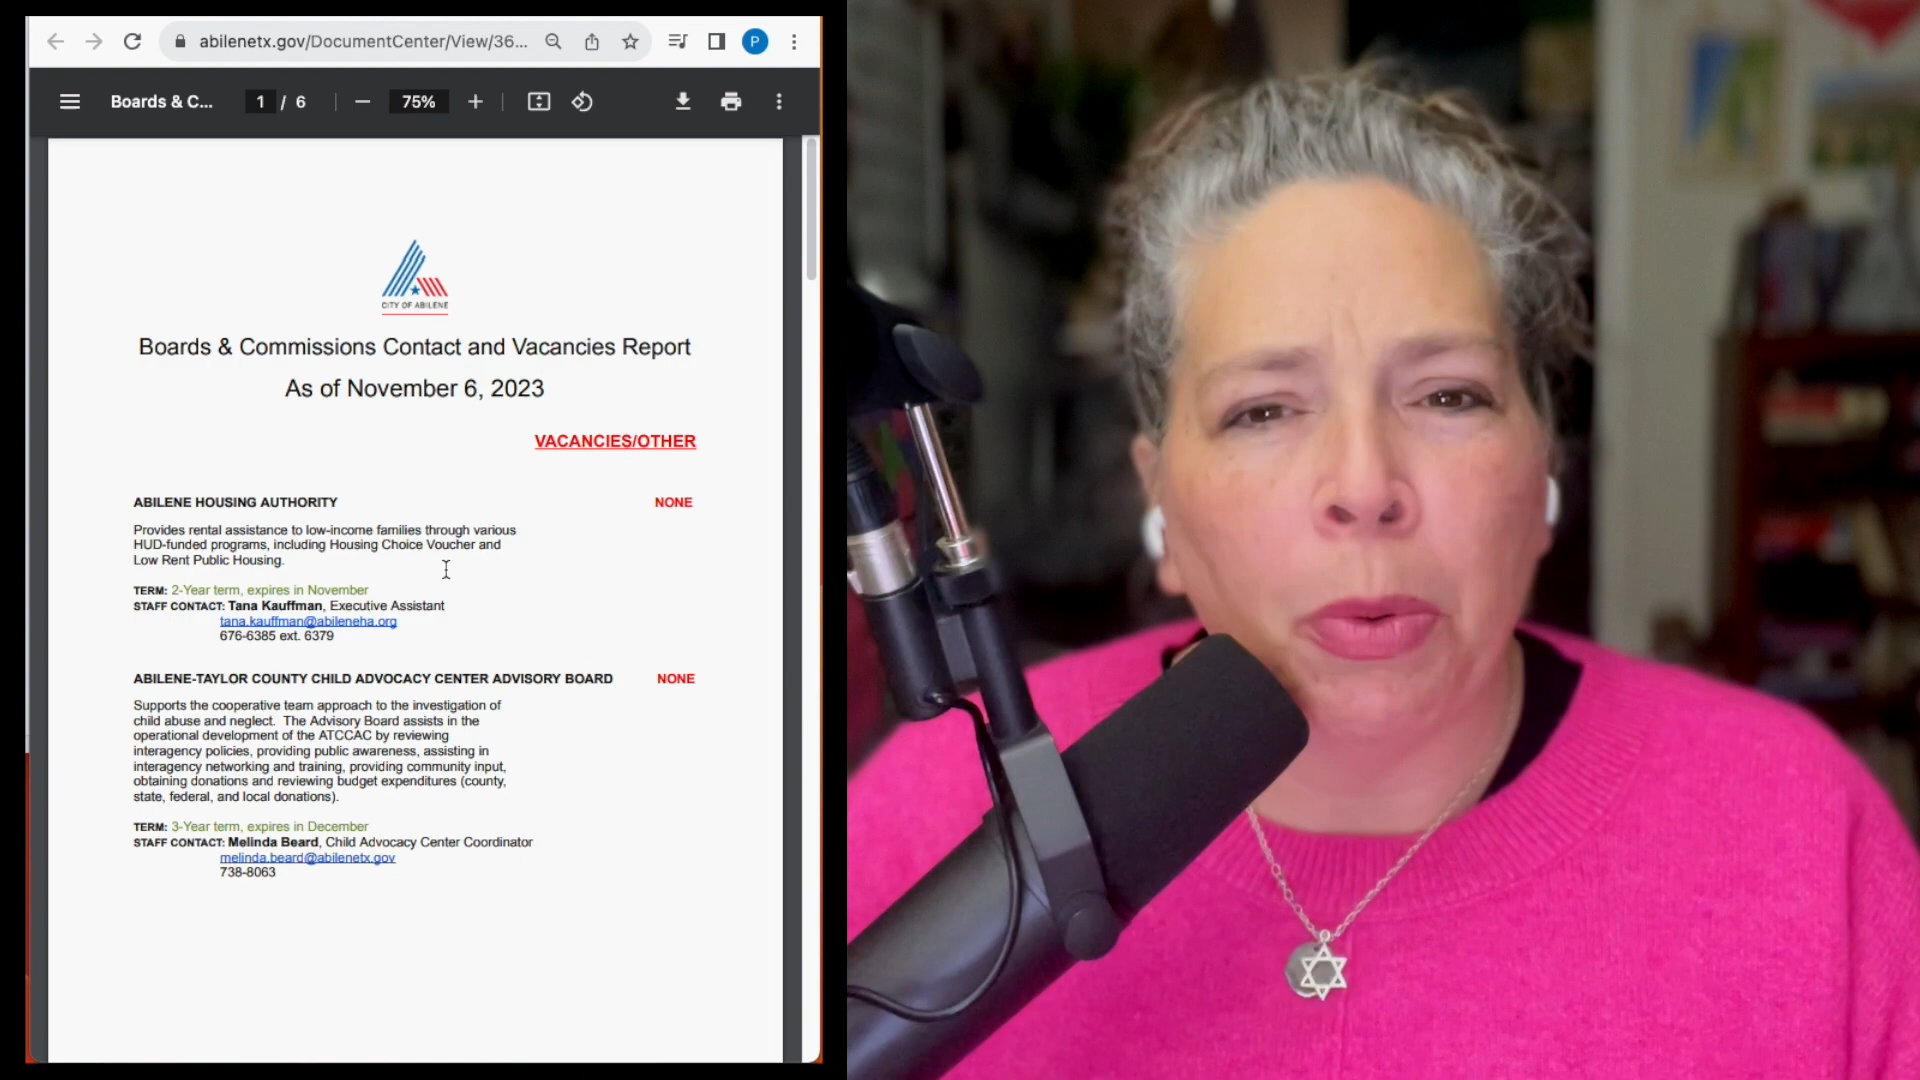 abilenetx.gov/DocumentCenter/View/36...
P
Boards & C...
1 / 6
75%
CITY OF ABILENE
Boards & Commissions Contact and Vacancies Report
As of November 6, 2023
VACANCIES/OTHER
ABILENE HOUSING AUTHORITY NONE
Provides rental assistance to low-income families through various
HUD-funded programs, including Housing Choice Voucher and
Low Rent Public Housing.
TERM: 2-Year term, expires in November
STAFF CONTACT: Tana Kauffman, Executive Assistant
tana.kauffman@abileneha.org
676-6385 ext. 6379
ABILENE-TAYLOR COUNTY CHILD ADVOCACY CENTER ADVISORY BOARD NONE
Supports the cooperative team approach to the investigation of
child abuse and neglect. The Advisory Board assists in the
operational development of the ATCCAC by reviewing
interagency policies, providing public awareness, assisting in
interagency networking and training, providing community input,
obtaining donations and reviewing budget expenditures (county,
state, federal, and local donations).
TERM: 3-Year term, expires in December
STAFF CONTACT: Melinda Beard, Child Advocacy Center Coordinator
melinda.beard@abilenetx.gov
738-8063